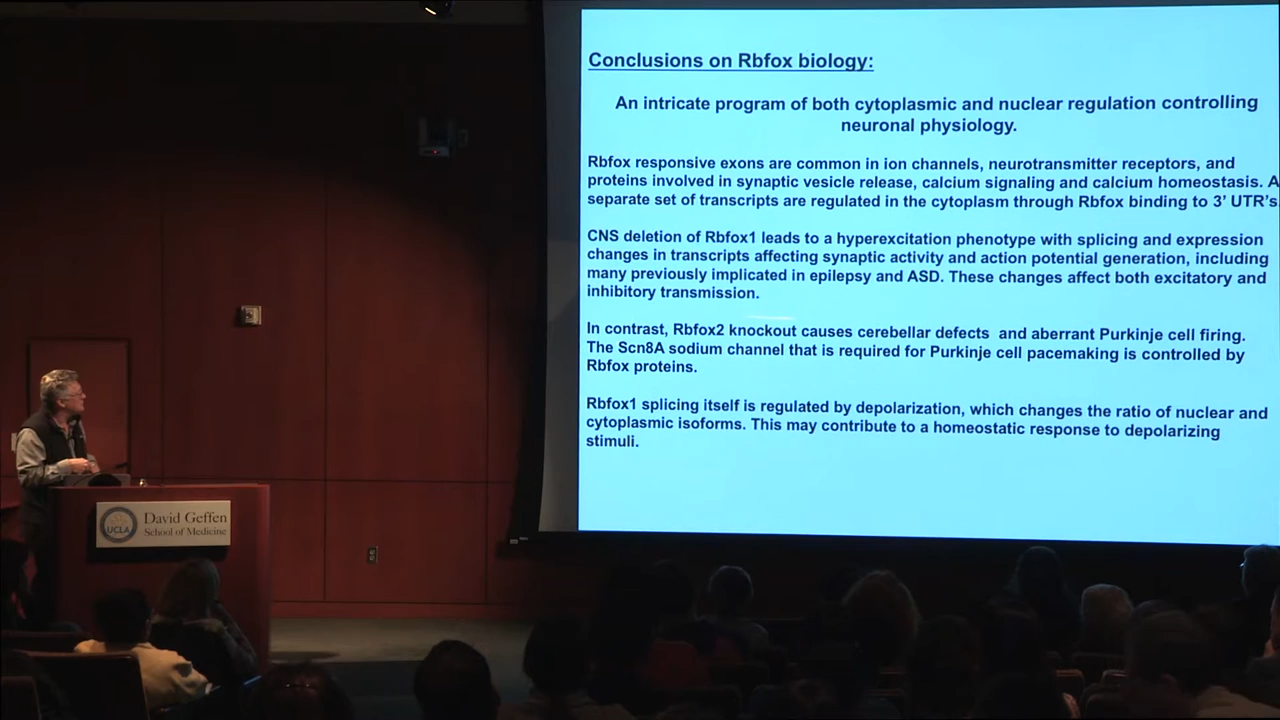 Conclusions on Rbfox biology:
An intricate program of both cytoplasmic and nuclear regulation controlling
neuronal physiology.
Rbfox responsive exons are common in ion channels, neurotransmitter receptors, and
proteins involved in synaptic vesicle release, calcium signaling and calcium homeostasis. A
separate set of transcripts are regulated in the cytoplasm through Rbfox binding to 3' UTR's
CNS deletion of Rbfox1 leads to a hyperexcitation phenotype with splicing and expression
changes in transcripts affecting synaptic activity and action potential generation, including
many previously implicated in epilepsy and ASD. These changes affect both excitatory and
inhibitory transmission.
In contrast, Rbfox2 knockout causes cerebellar defects and aberrant Purkinje cell firing.
The Scn8A sodium channel that is required for Purkinje cell pacemaking is controlled by
Rbfox proteins.
Rbfox1 splicing itself is regulated by depolarization, which changes the ratio of nuclear and
cytoplasmic isoforms. This may contribute to a homeostatic response to depolarizing
stimuli.
UCLA
David Geffen
School of Medicine